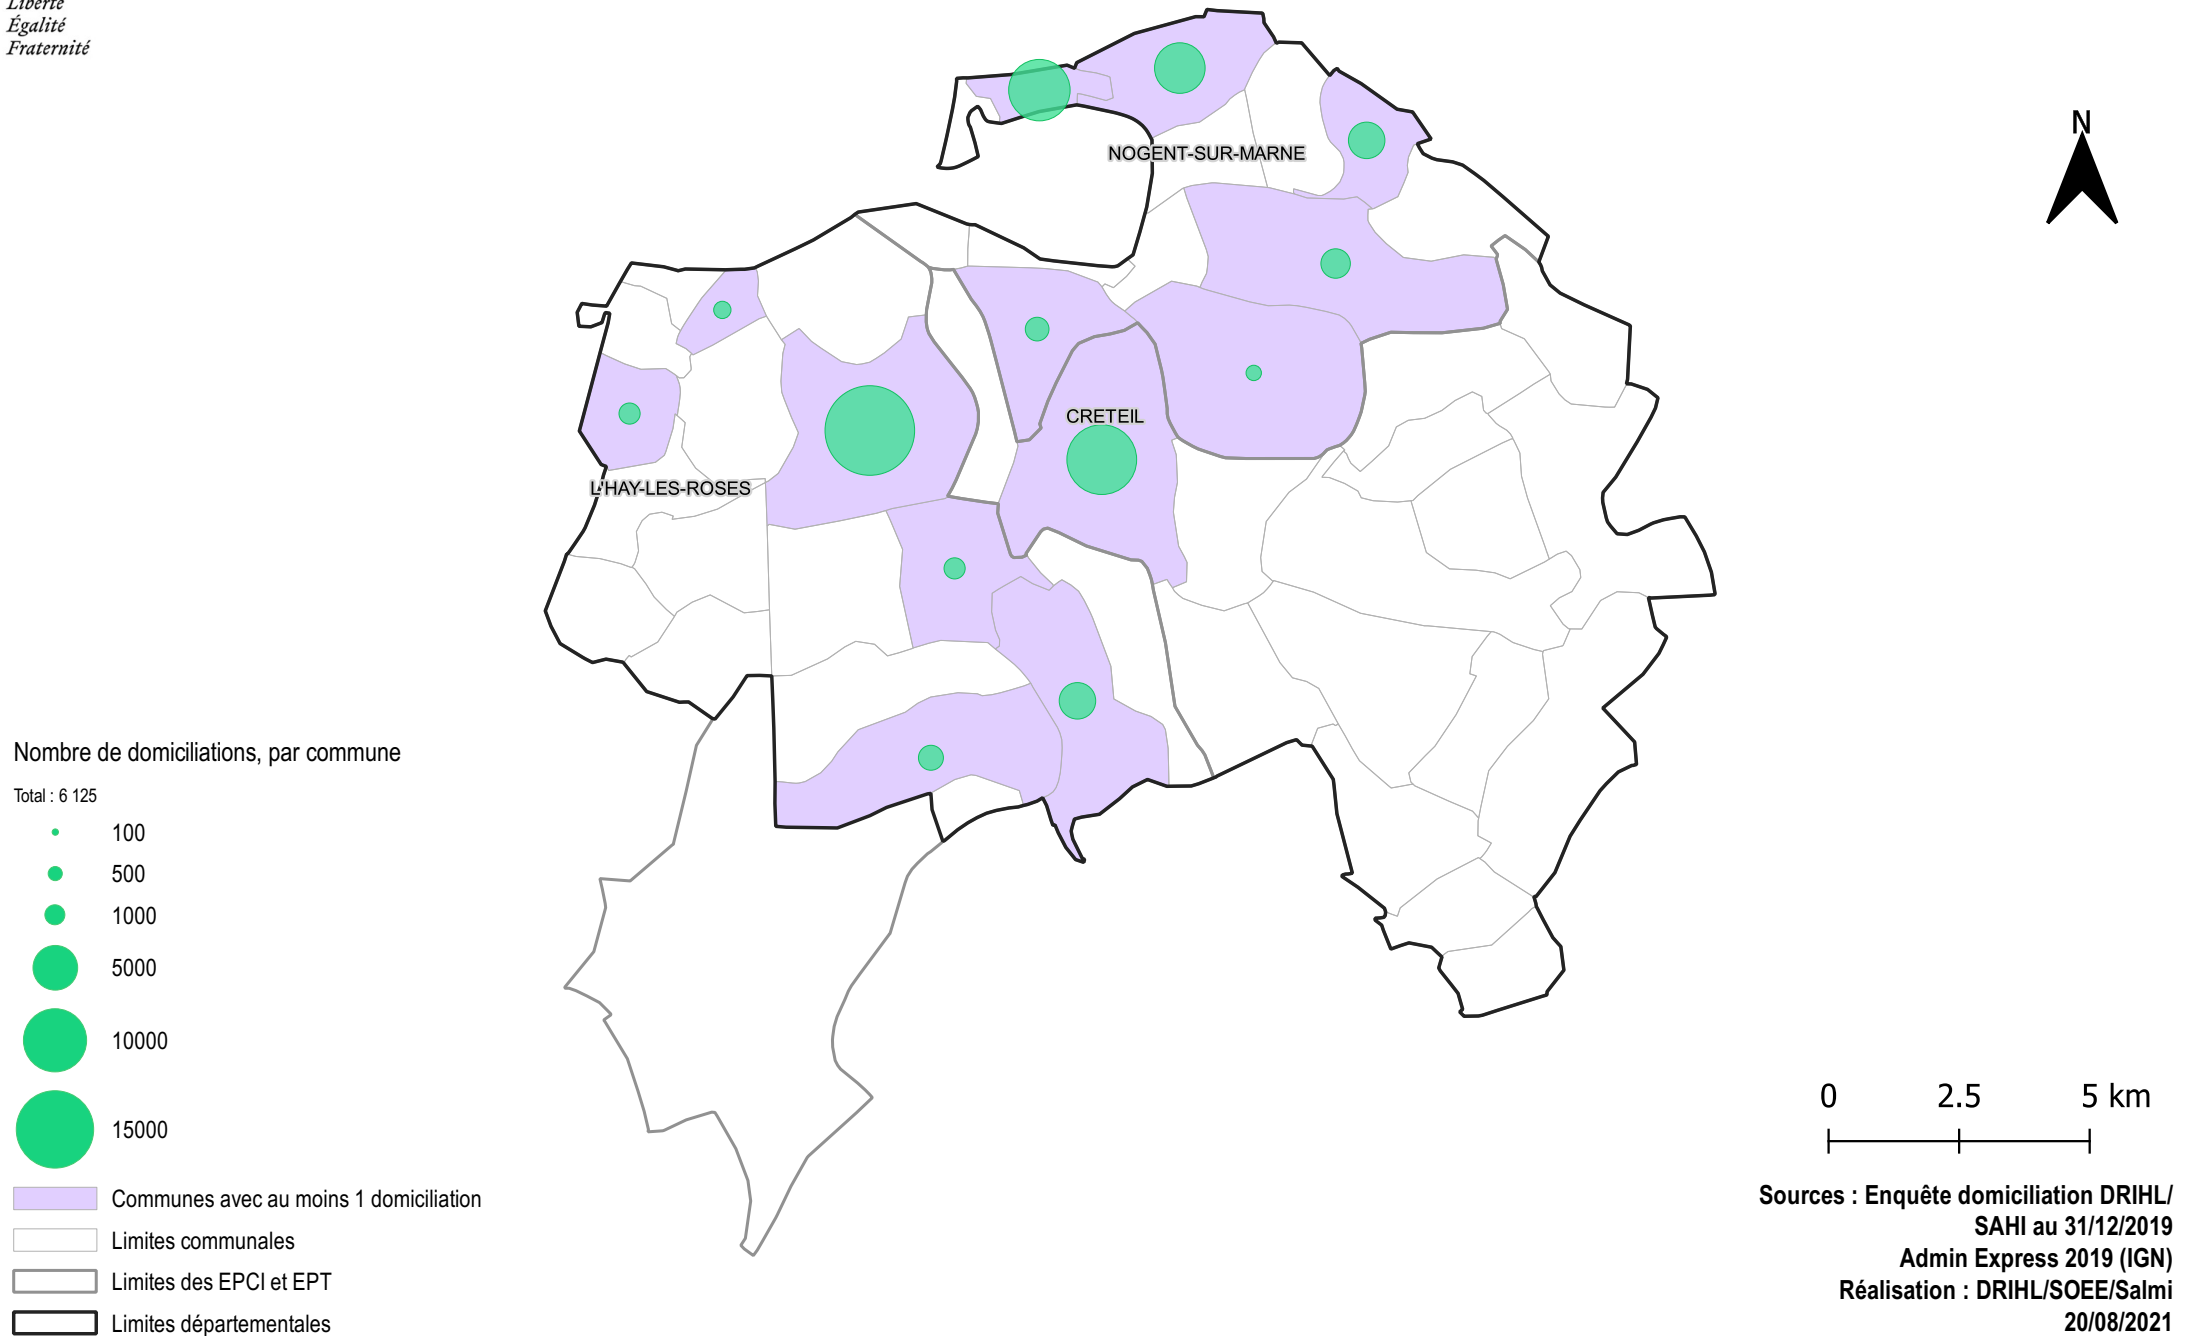 Liberté
Égalité
Fraternité
N
NOGENT-SUR-MARNE
CRETEIL
L'HAY-LES-ROSES
Nombre de domiciliations, par commune
Total : 6 125
100
500
1000
5000
10000
15000
Communes avec au moins 1 domiciliation
Limites communales
Limites des EPCI et EPT
Limites départementales
0 2.5 5 km
Sources : Enquête domiciliation DRIHL/
SAHI au 31/12/2019
Admin Express 2019 (IGN)
Réalisation : DRIHL/SOEE/Salmi
20/08/2021